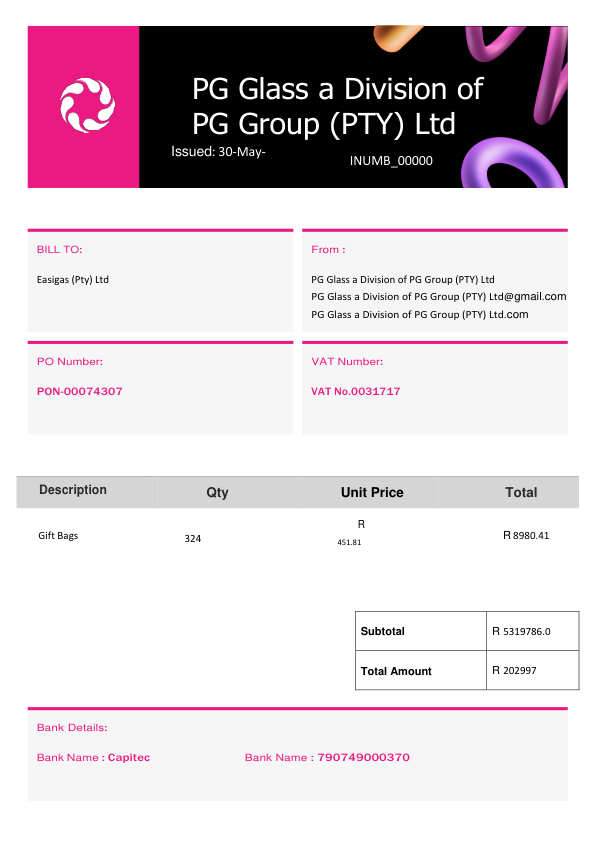 PG Glass a Division of
PG Group (PTY) Ltd
Issued: 30-May-
INUMB_00000
BILL TO:
Easigas (Pty) Ltd
From :
PG Glass a Division of PG Group (PTY) Ltd
PG Glass a Division of PG Group (PTY) Ltd@gmail.com
PG Glass a Division of PG Group (PTY) Ltd.com
PO Number:
PON-00074307
VAT Number:
VAT No.0031717
Description Qty Unit Price Total
Gift Bags 324 R 451.81 R 8980.41
Subtotal R 5319786.0
Total Amount R 202997
Bank Details:
Bank Name : Capitec Bank Name : 790749000370